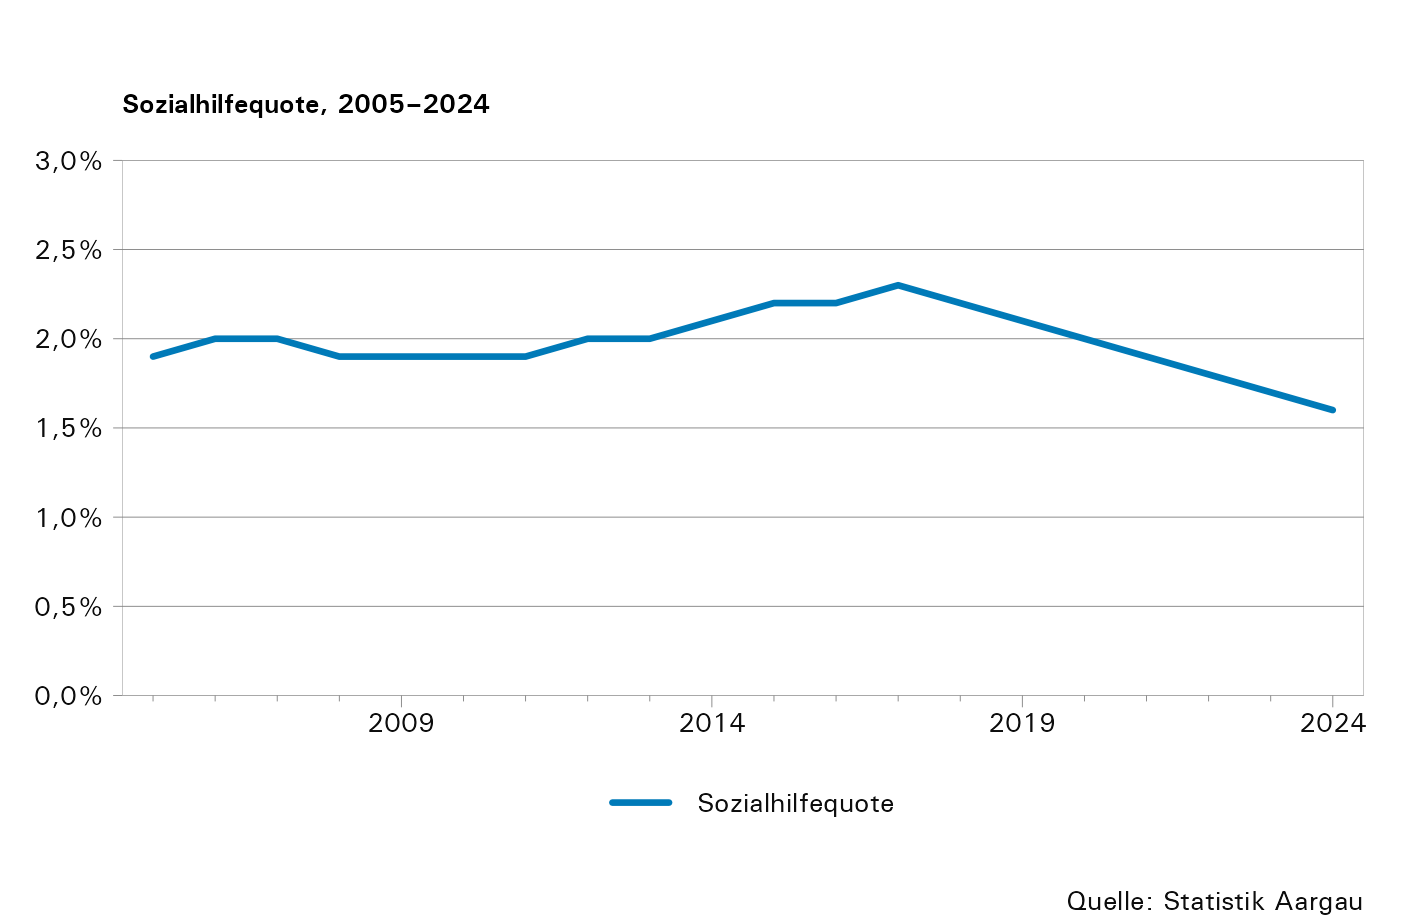 Sozialhilfequote, 2005–2024
3,0%
2,5%
2,0%
1,5%
1,0%
0,5%
0,0%
2009 2014 2019 2024
Sozialhilfequote
Quelle: Statistik Aargau